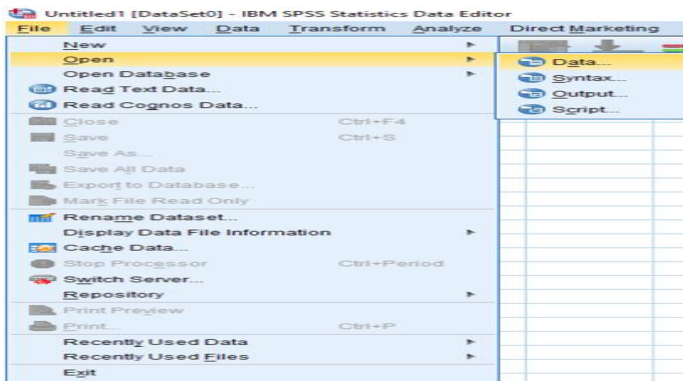 Untitled1 [DataSet0] - IBM SPSS Statistics Data Editor
File Edit View Data Transform Analyze Direct Marketing
New
Open
Data...
Open Database
Syntax...
Read Text Data...
Output...
Read Cognos Data...
Script...
Close Ctrl+F4
Save Ctrl+S
Save As...
Save All Data
Export to Database...
Mark File Read Only
Rename Dataset...
Display Data File Information
Cache Data...
Stop Processor Ctrl+Period
Switch Server...
Repository
Print Preview
Print... Ctrl+P
Recently Used Data
Recently Used Files
Exit